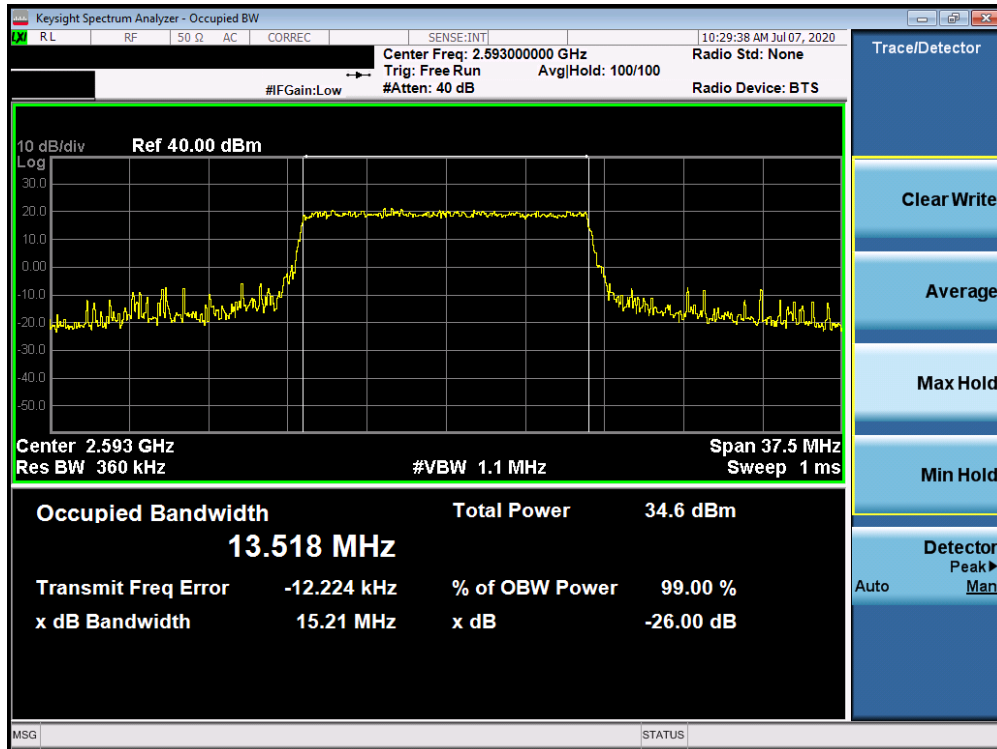 Keysight Spectrum Analyzer - Occupied BW
LXI RL RF 50 Ω AC CORREC SENSE:INT 10:29:38 AM Jul 07, 2020
Center Freq: 2.593000000 GHz Radio Std: None
Trig: Free Run Avg|Hold: 100/100
#IFGain:Low #Atten: 40 dB Radio Device: BTS
10 dB/div Ref 40.00 dBm
Log
30.0
20.0
10.0
0.00
-10.0
-20.0
-30.0
-40.0
-50.0
Center 2.593 GHz Span 37.5 MHz
Res BW 360 kHz #VBW 1.1 MHz Sweep 1 ms
Occupied Bandwidth Total Power 34.6 dBm
13.518 MHz
Transmit Freq Error -12.224 kHz % of OBW Power 99.00 %
x dB Bandwidth 15.21 MHz x dB -26.00 dB
MSG STATUS
Trace/Detector
Clear Write
Average
Max Hold
Min Hold
Detector
Peak▶
Auto Man